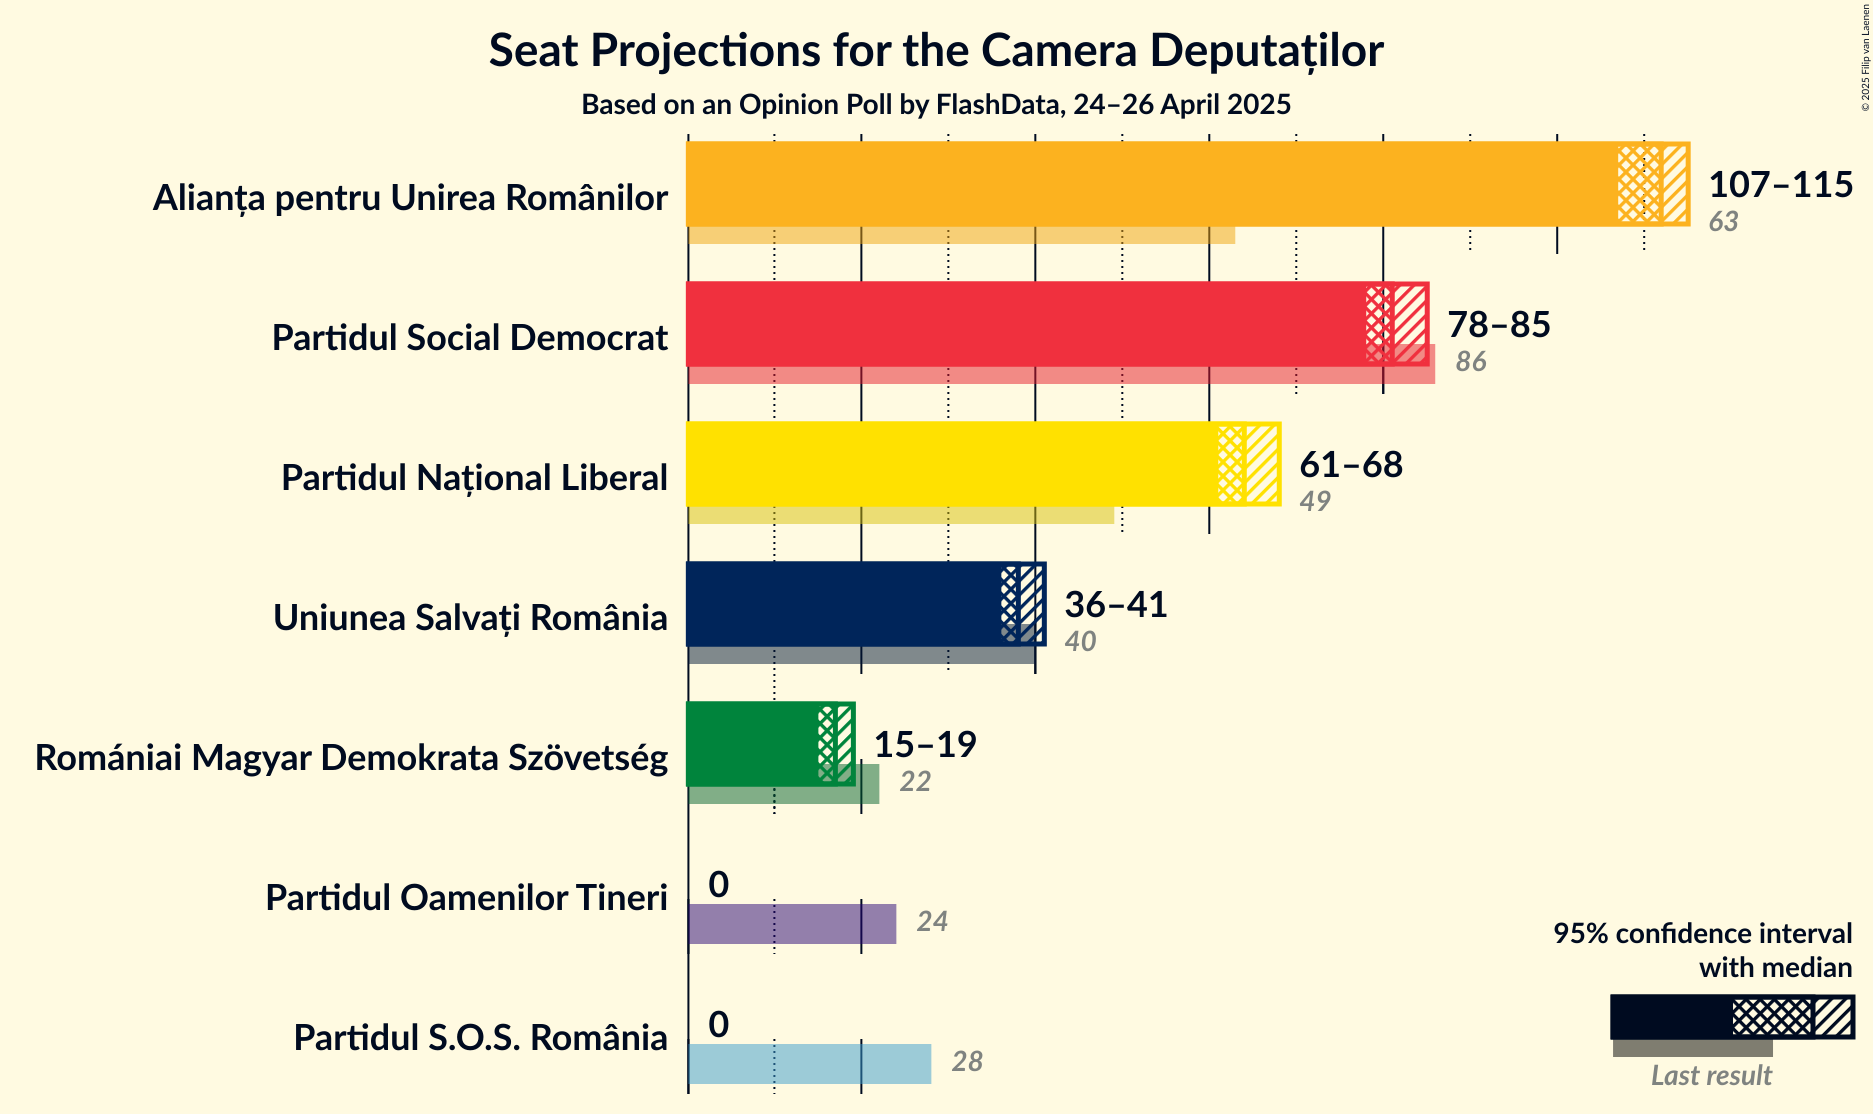 Seat Projections for the Camera Deputaților
Based on an Opinion Poll by FlashData, 24–26 April 2025
© 2025 Filip van Laenen
Alianța pentru Unirea Românilor
107–115
63
Partidul Social Democrat
78–85
86
Partidul Național Liberal
61–68
49
Uniunea Salvați România
36–41
40
Romániai Magyar Demokrata Szövetség
15–19
22
Partidul Oamenilor Tineri
0
24
Partidul S.O.S. România
0
28
95% confidence interval
with median
Last result